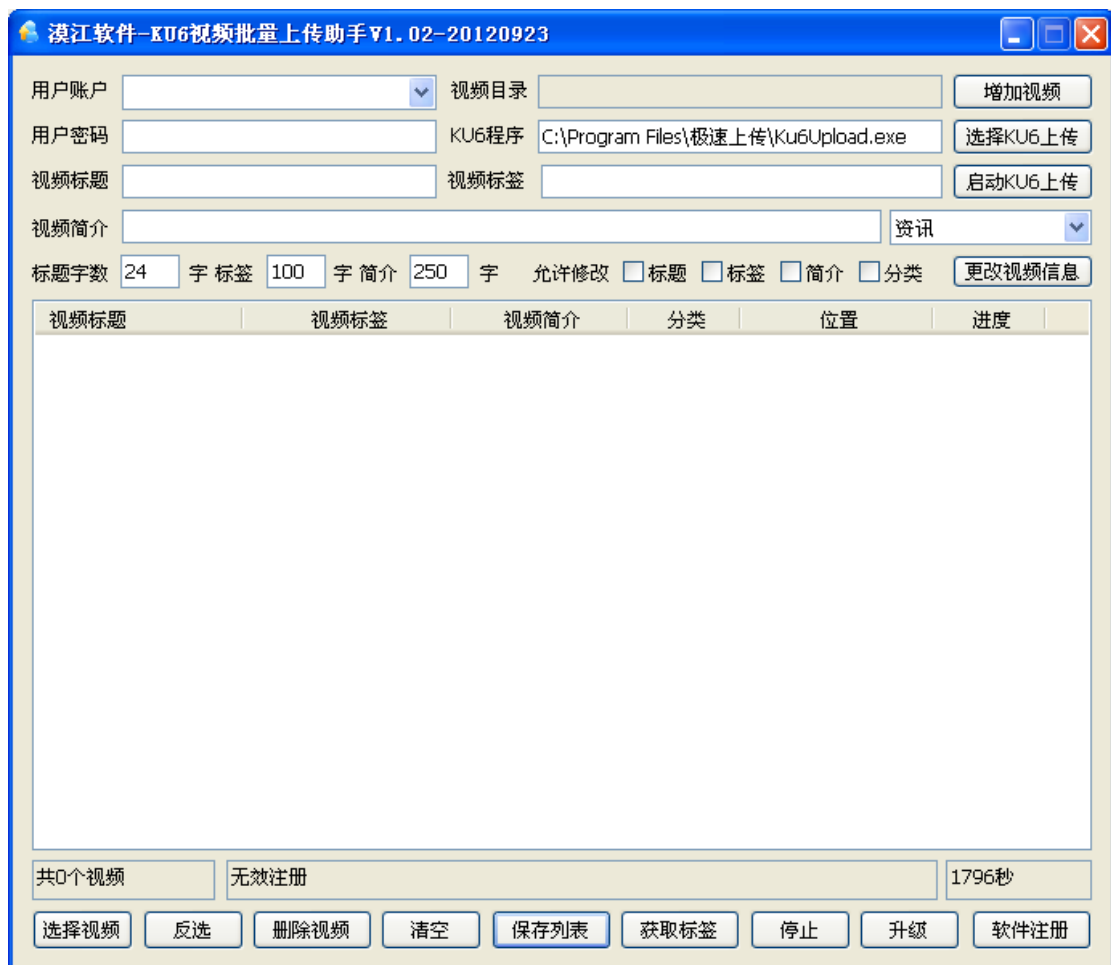 漠江软件-KU6视频批量上传助手V1.02-20120923
用户账户 视频目录 增加视频
用户密码 KU6程序 C:\Program Files\极速上传\Ku6Upload.exe 选择KU6上传
视频标题 视频标签 启动KU6上传
视频简介 资讯
标题字数 24 字 标签 100 字 简介 250 字 允许修改 标题 标签 简介 分类 更改视频信息
视频标题 视频标签 视频简介 分类 位置 进度
共0个视频 无效注册 1796秒
选择视频 反选 删除视频 清空 保存列表 获取标签 停止 升级 软件注册